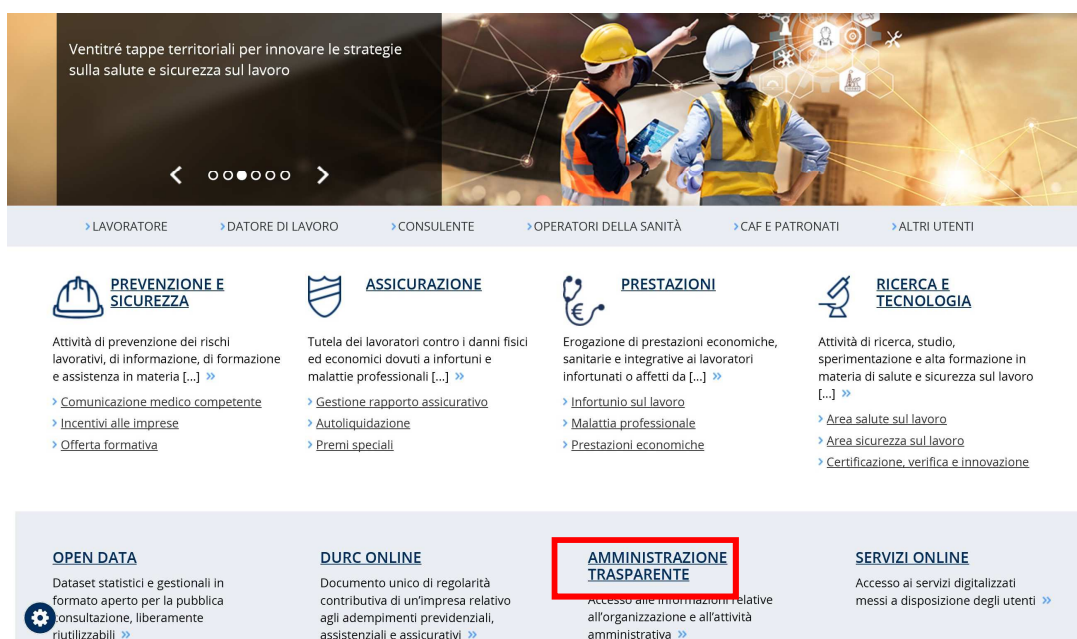 Ventitré tappe territoriali per innovare le strategie
sulla salute e sicurezza sul lavoro
LAVORATORE
DATORE DI LAVORO
CONSULENTE
OPERATORI DELLA SANITÀ
CAF E PATRONATI
ALTRI UTENTI
PREVENZIONE E
SICUREZZA
Attività di prevenzione dei rischi
lavorativi, di informazione, di formazione
e assistenza in materia [...] »
Comunicazione medico competente
Incentivi alle imprese
Offerta formativa
ASSICURAZIONE
Tutela dei lavoratori contro i danni fisici
ed economici dovuti a infortuni e
malattie professionali [...] »
Gestione rapporto assicurativo
Autoliquidazione
Premi speciali
PRESTAZIONI
Erogazione di prestazioni economiche,
sanitarie e integrative ai lavoratori
infortunati o affetti da [...] »
Infortunio sul lavoro
Malattia professionale
Prestazioni economiche
RICERCA E
TECNOLOGIA
Attività di ricerca, studio,
sperimentazione e alta formazione in
materia di salute e sicurezza sul lavoro
[...] »
Area salute sul lavoro
Area sicurezza sul lavoro
Certificazione, verifica e innovazione
OPEN DATA
Dataset statistici e gestionali in
formato aperto per la pubblica
consultazione, liberamente
riutilizzabili »
DURC ONLINE
Documento unico di regolarità
contributiva di un'impresa relativo
agli adempimenti previdenziali,
assistenziali e assicurativi »
AMMINISTRAZIONE
TRASPARENTE
Accesso alle informazioni relative
all'organizzazione e all'attività
amministrativa »
SERVIZI ONLINE
Accesso ai servizi digitalizzati
messi a disposizione degli utenti »